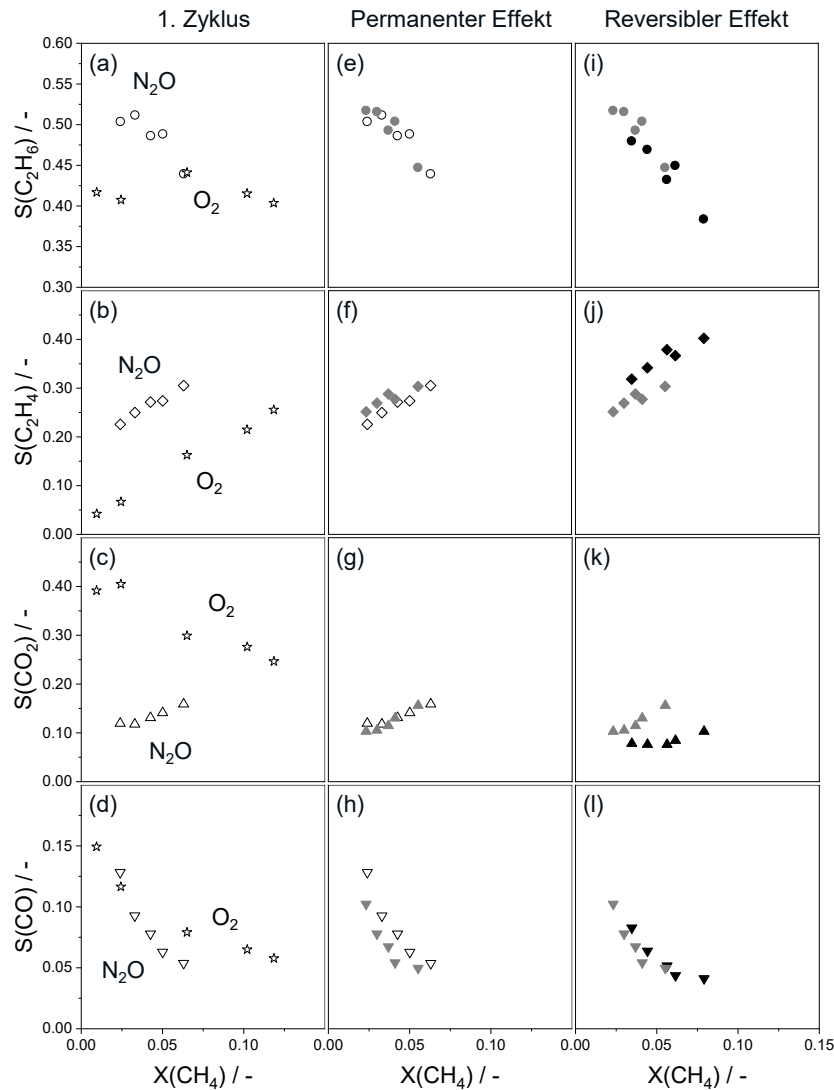 1. Zyklus
Permanenter Effekt
Reversibler Effekt
S(C₂H₆) / -
0.60
0.55
0.50
0.45
0.40
0.35
0.30
(a)
N₂O
O₂
(e)
(i)
S(C₂H₄) / -
0.40
0.30
0.20
0.10
0.00
(b)
N₂O
O₂
(f)
(j)
S(CO₂) / -
0.40
0.30
0.20
0.10
0.00
(c)
O₂
N₂O
(g)
(k)
S(CO) / -
0.15
0.10
0.05
0.00
(d)
O₂
N₂O
(h)
(l)
0.00 0.05 0.10 0.00 0.05 0.10 0.00 0.05 0.10 0.15
X(CH₄) / - X(CH₄) / - X(CH₄) / -